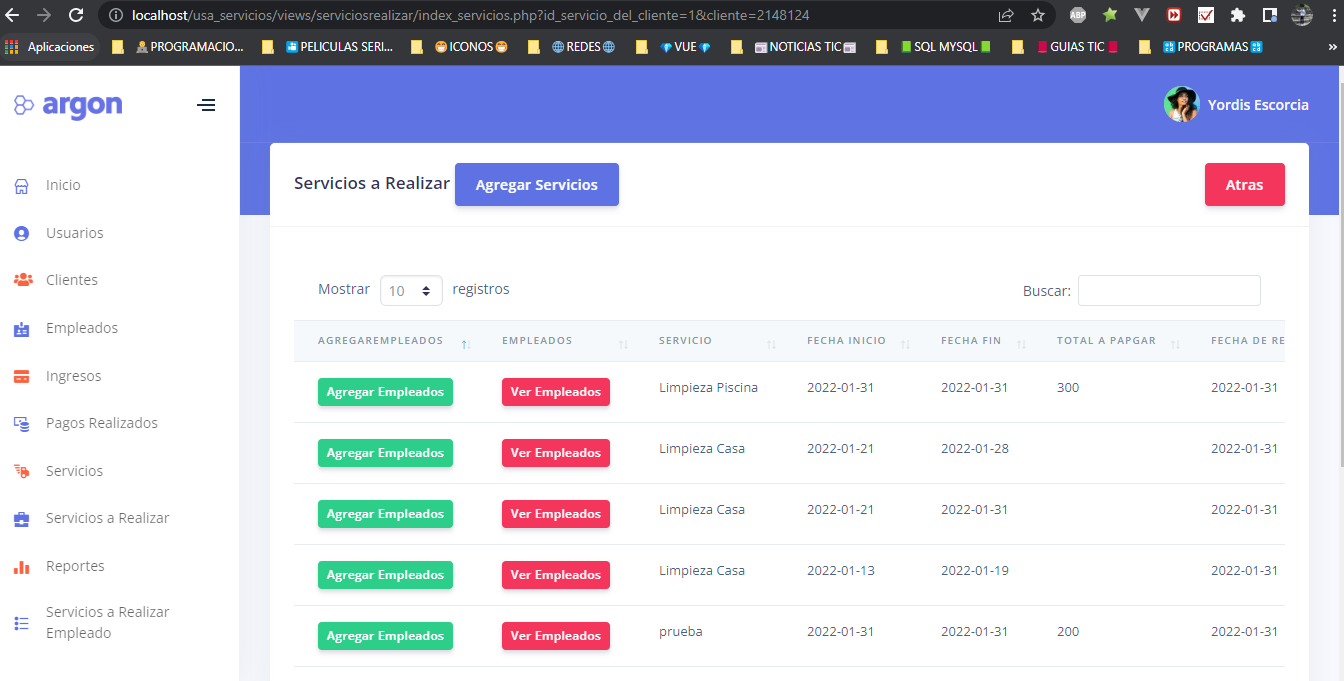 localhost/usa_servicios/views/serviciosrealizar/index_servicios.php?id_servicio_del_cliente=1&cliente=2148124
ABP
Aplicaciones PROGRAMACIO... PELICULAS SERI... ICONOS REDES VUE NOTICIAS TIC SQL MYSQL GUIAS TIC PROGRAMAS »
argon
Yordis Escorcia
Inicio
Usuarios
Clientes
Empleados
Ingresos
Pagos Realizados
Servicios
Servicios a Realizar
Reportes
Servicios a Realizar
Empleado
Servicios a Realizar Agregar Servicios Atras
Mostrar 10 registros Buscar:
AGREGAREMPLEADOS EMPLEADOS SERVICIO FECHA INICIO FECHA FIN TOTAL A PAPGAR FECHA DE RE
Agregar Empleados Ver Empleados Limpieza Piscina 2022-01-31 2022-01-31 300 2022-01-31
Agregar Empleados Ver Empleados Limpieza Casa 2022-01-21 2022-01-28 2022-01-31
Agregar Empleados Ver Empleados Limpieza Casa 2022-01-21 2022-01-31 2022-01-31
Agregar Empleados Ver Empleados Limpieza Casa 2022-01-13 2022-01-19 2022-01-31
Agregar Empleados Ver Empleados prueba 2022-01-31 2022-01-31 200 2022-01-31